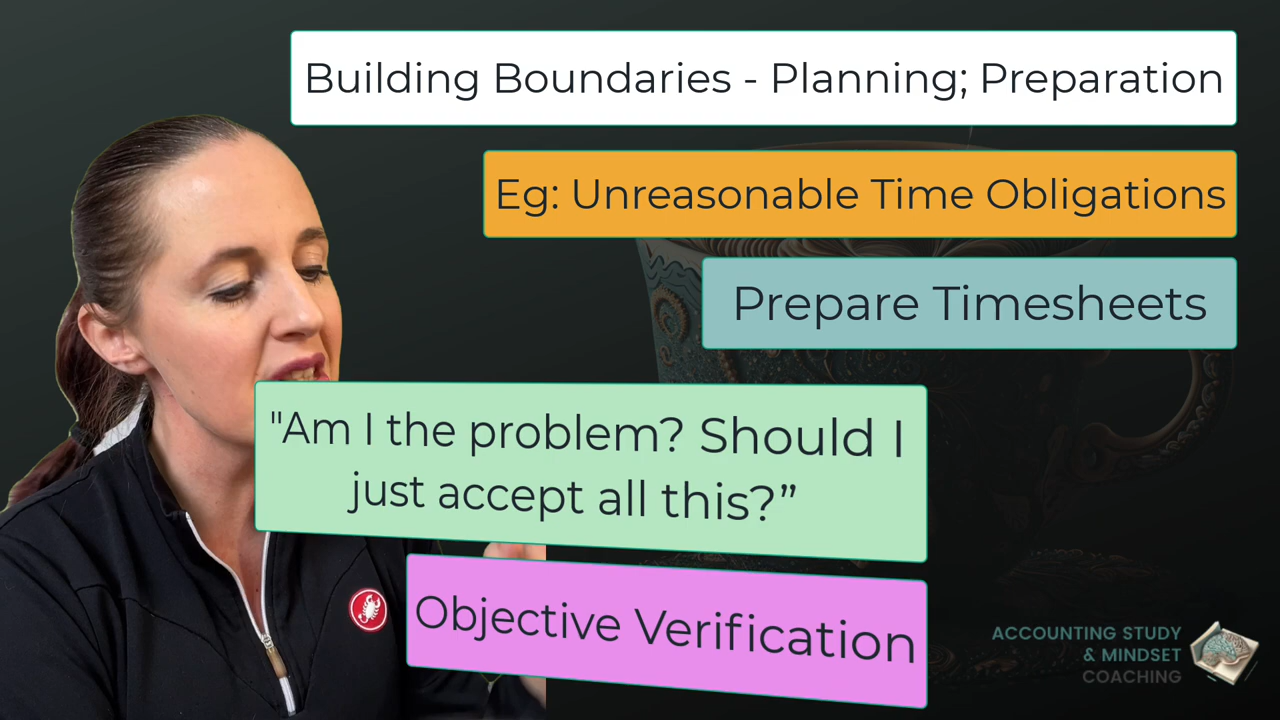 Building Boundaries - Planning; Preparation
Eg: Unreasonable Time Obligations
Prepare Timesheets
"Am I the problem? Should I
just accept all this?”
Objective Verification
ACCOUNTING STUDY
& MINDSET
COACHING